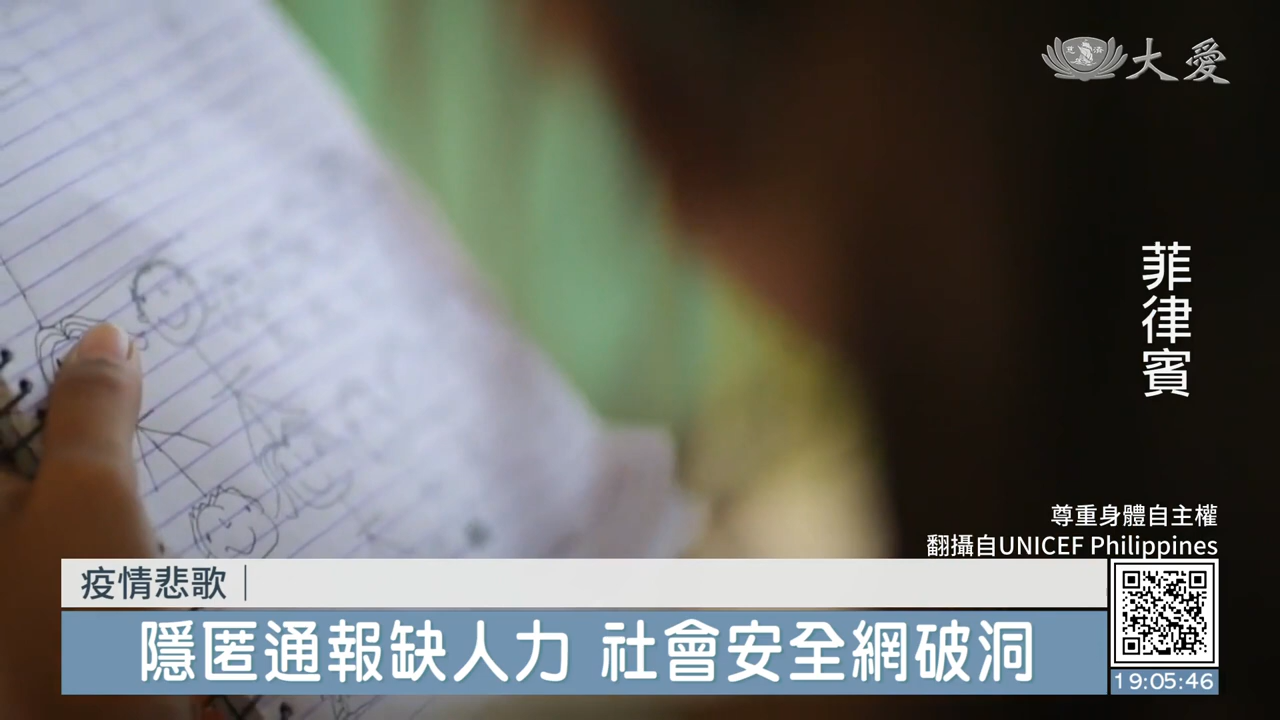 慈濟
大愛
菲律賓
尊重身體自主權
翻攝自UNICEF Philippines
疫情悲歌
隱匿通報缺人力 社會安全網破洞
19:05:46